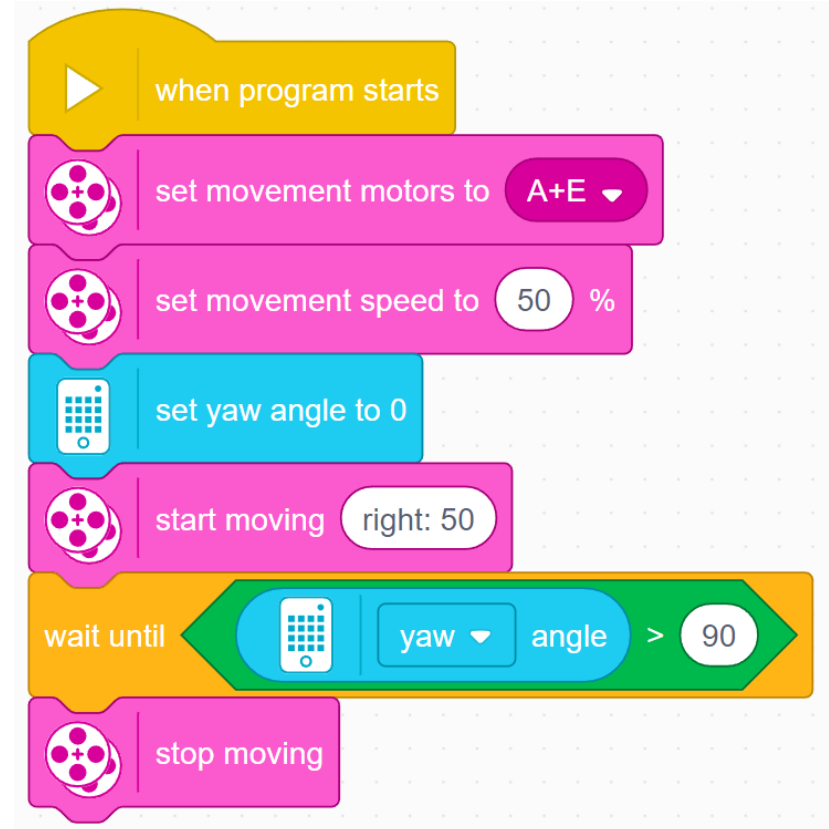 when program starts
set movement motors to A+E
set movement speed to 50 %
set yaw angle to 0
start moving right: 50
wait until yaw angle > 90
stop moving